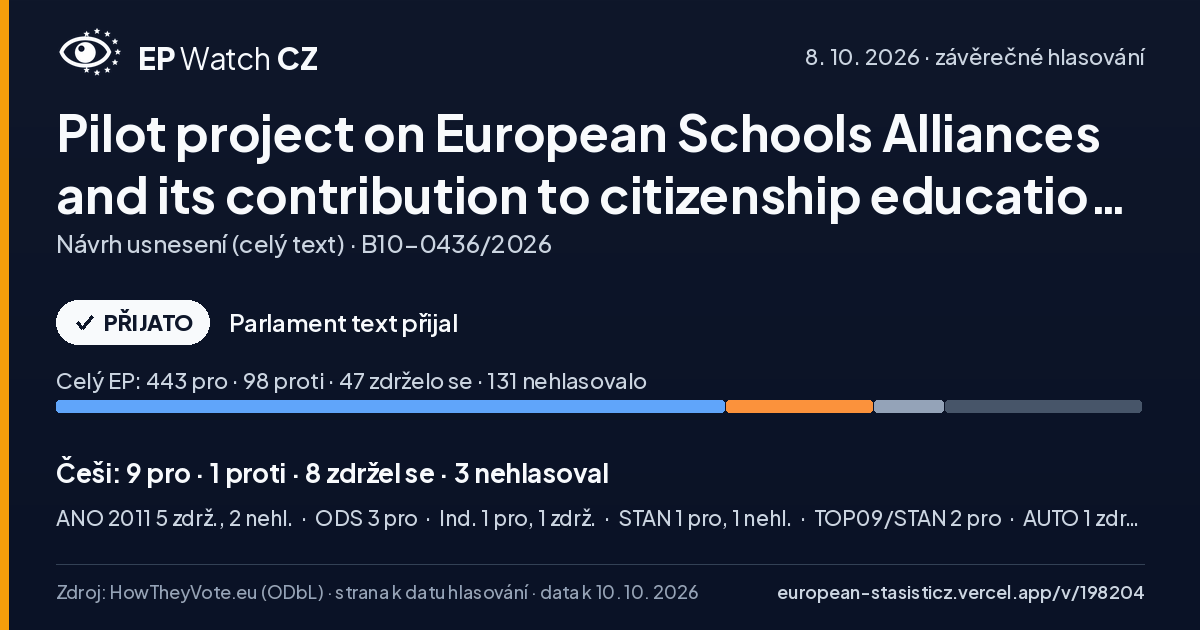 EP Watch CZ
8. 10. 2026 · závěrečné hlasování
Pilot project on European Schools Alliances
and its contribution to citizenship educatio…
Návrh usnesení (celý text) · B10-0436/2026
✓ PŘIJATO Parlament text přijal
Celý EP: 443 pro · 98 proti · 47 zdrželo se · 131 nehlasovalo
Češi: 9 pro · 1 proti · 8 zdržel se · 3 nehlasoval
ANO 2011 5 zdrž., 2 nehl. · ODS 3 pro · Ind. 1 pro, 1 zdrž. · STAN 1 pro, 1 nehl. · TOP09/STAN 2 pro · AUTO 1 zdr…
Zdroj: HowTheyVote.eu (ODbL) · strana k datu hlasování · data k 10. 10. 2026
european-stasisticz.vercel.app/v/198204